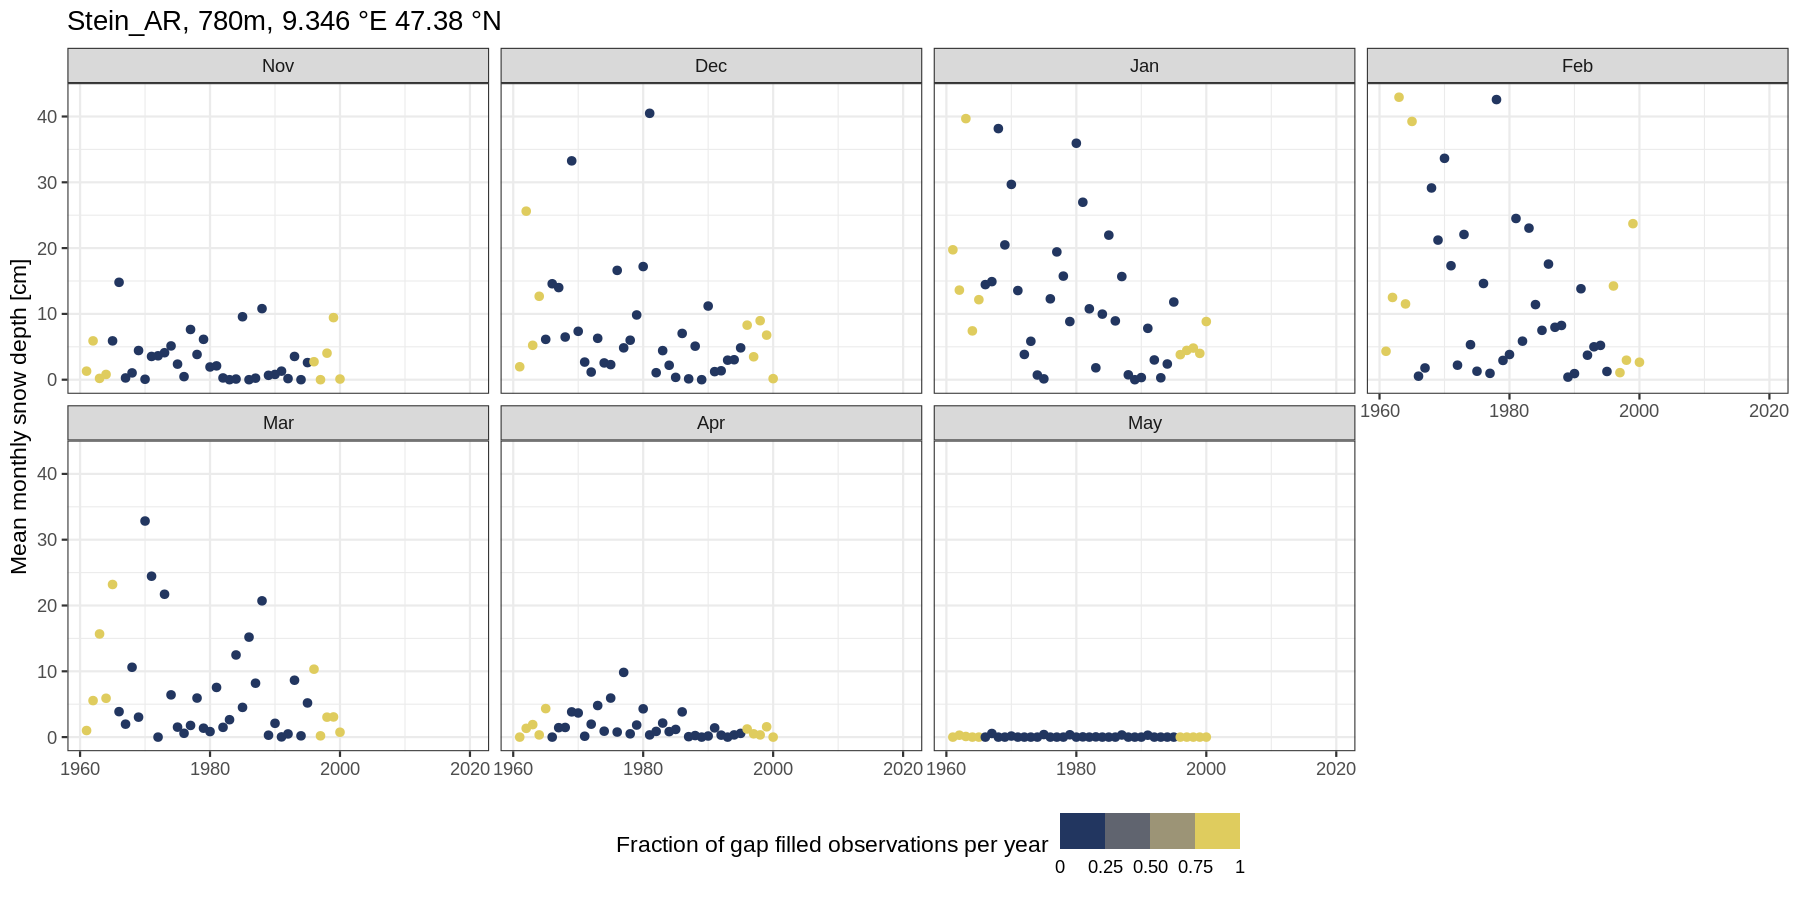 Stein_AR, 780m, 9.346 °E 47.38 °N
Nov
Dec
Jan
Feb
Mean monthly snow depth [cm]
40
30
20
10
0
1960 1980 2000 2020
Mar
Apr
May
40
30
20
10
0
1960 1980 2000 2020
1960 1980 2000 2020
1960 1980 2000 2020
Fraction of gap filled observations per year
0 0.25 0.50 0.75 1